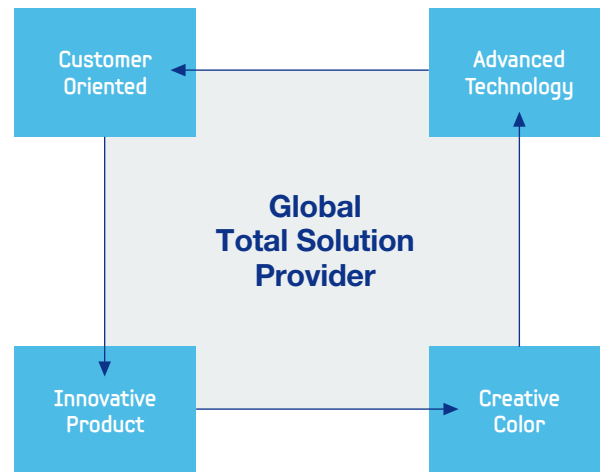 Customer
Oriented
Advanced
Technology
Global
Total Solution
Provider
Innovative
Product
Creative
Color